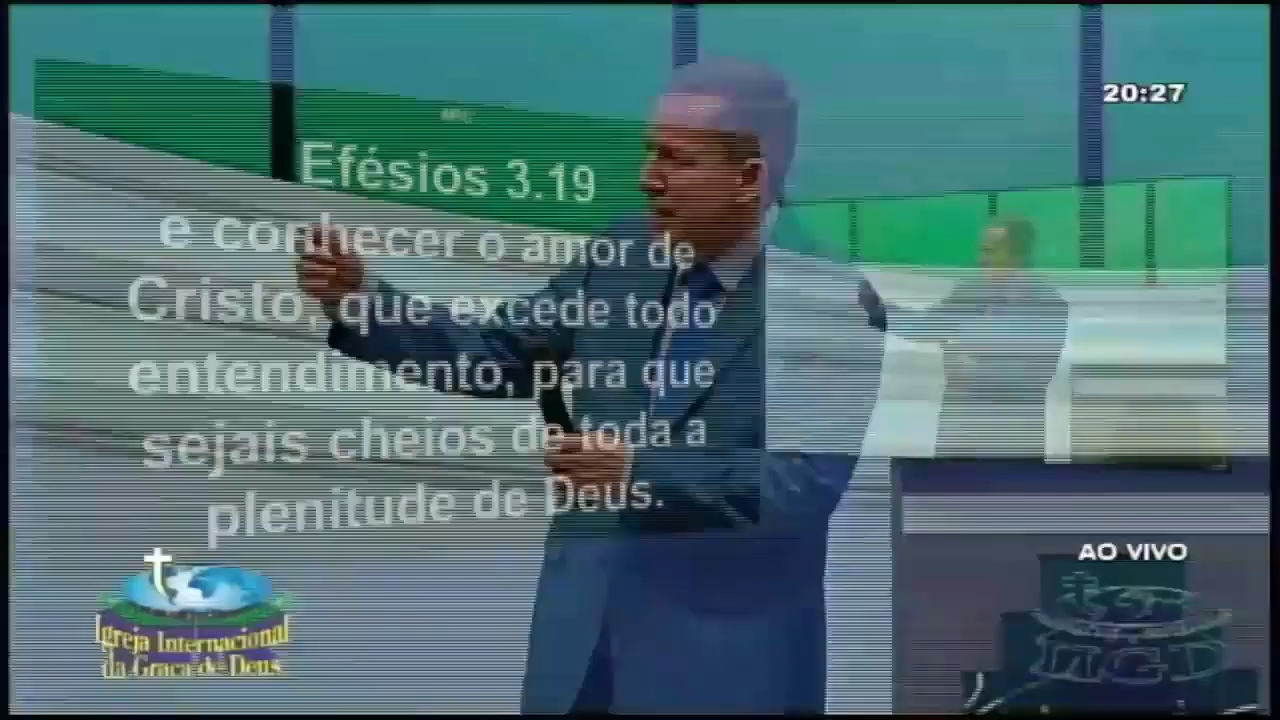 20:27
Efésios 3.19
e conhecer o amor de
Cristo, que excede todo
entendimento, para que
sejais cheios de toda a
plenitude de Deus.
AO VIVO
Igreja Internacional
da Graça de Deus